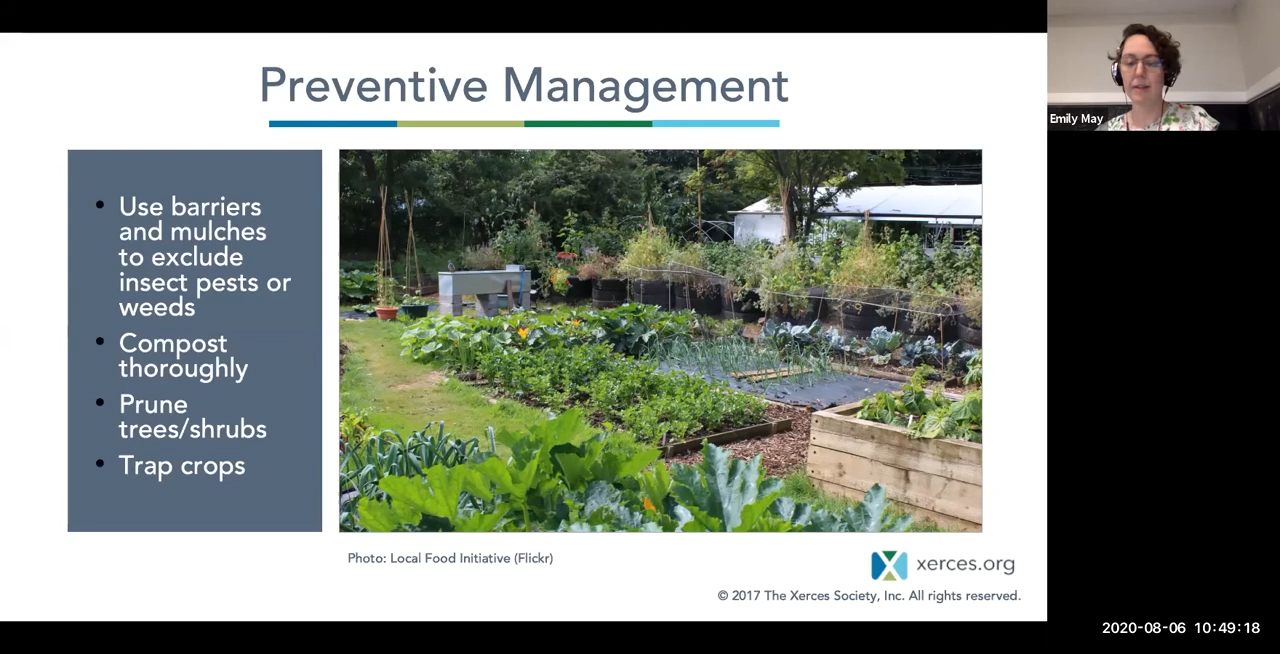 Preventive Management
Emily May
• Use barriers
and mulches
to exclude
insect pests or
weeds
• Compost
thoroughly
• Prune
trees/shrubs
• Trap crops
Photo: Local Food Initiative (Flickr)
xerces.org
© 2017 The Xerces Society, Inc. All rights reserved.
2020-08-06 10:49:18